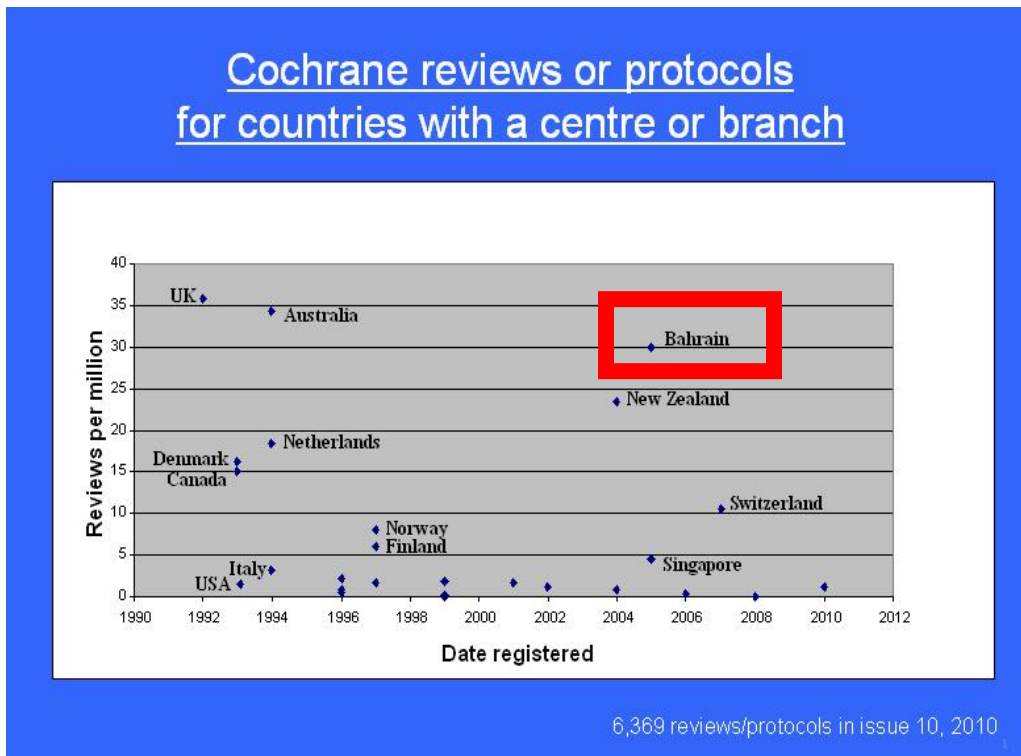 Cochrane reviews or protocols
for countries with a centre or branch
Reviews per million
40
35
30
25
20
15
10
5
0
UK
Australia
Bahrain
New Zealand
Netherlands
Denmark
Canada
Switzerland
Norway
Finland
Singapore
Italy
USA
1990 1992 1994 1996 1998 2000 2002 2004 2006 2008 2010 2012
Date registered
6,369 reviews/protocols in issue 10, 2010
1